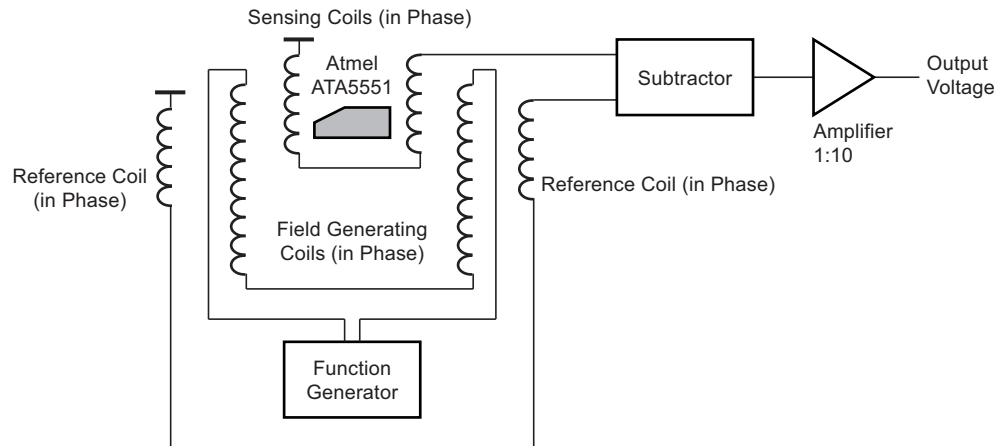 Sensing Coils (in Phase)
Atmel
ATA5551
Subtractor
Output
Voltage
Amplifier
1:10
Reference Coil
(in Phase)
Reference Coil (in Phase)
Field Generating
Coils (in Phase)
Function
Generator